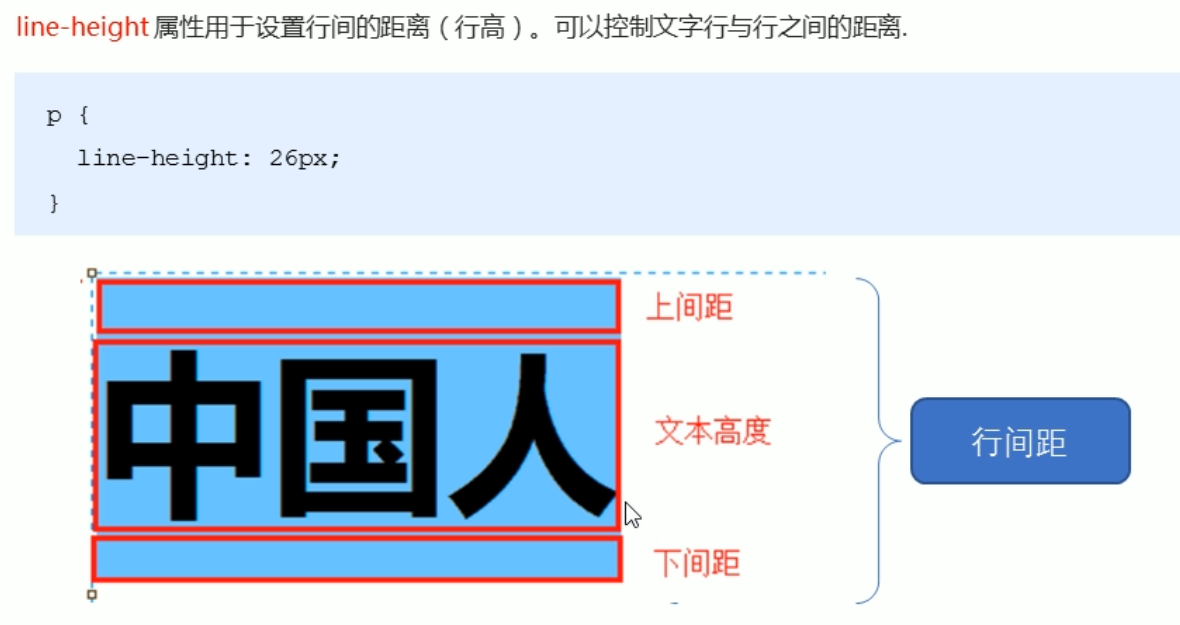 line-height 属性用于设置行间的距离（行高）。可以控制文字行与行之间的距离.
p {
  line-height: 26px;
}
上间距
中国人
文本高度
行间距
下间距